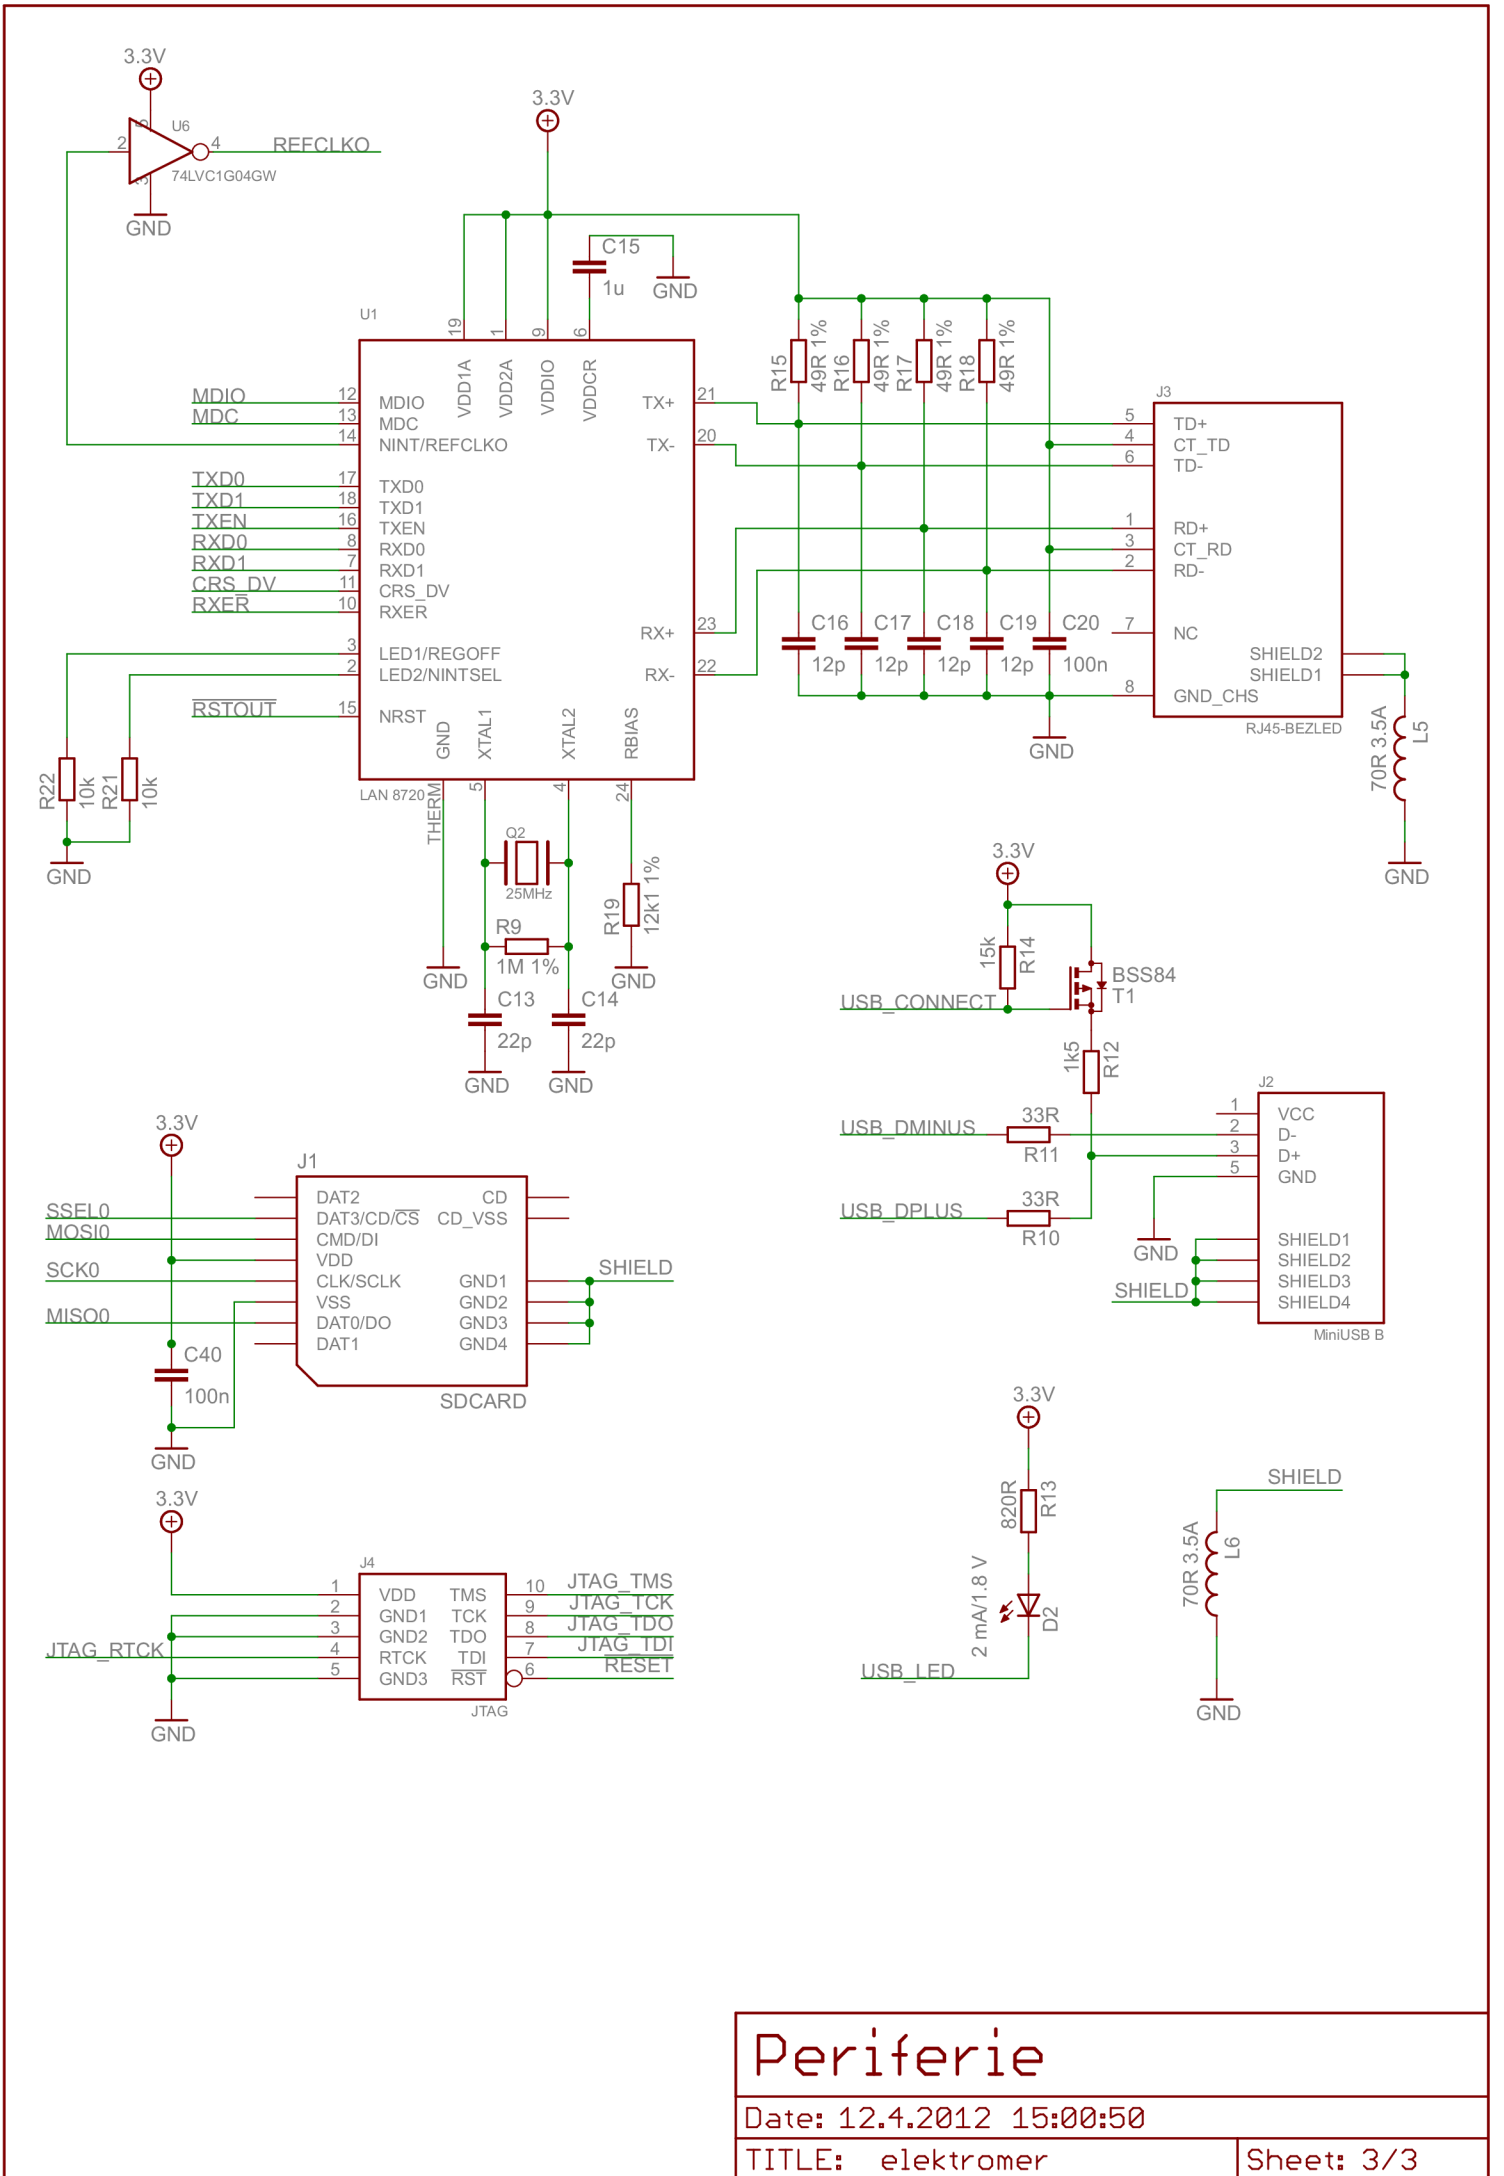 3.3V
U6
2
5
3
4
REFCLKO
74LVC1G04GW
GND
3.3V
C15
1u
GND
U1
19
1
9
6
VDD1A
VDD2A
VDDIO
VDDCR
MDIO 12 MDIO
MDC 13 MDC
14 NINT/REFCLKO
TXD0 17 TXD0
TXD1 18 TXD1
TXEN 16 TXEN
RXD0 8 RXD0
RXD1 7 RXD1
CRS_DV 11 CRS_DV
RXER 10 RXER
3 LED1/REGOFF
2 LED2/NINTSEL
RSTOUT 15 NRST
TX+ 21
TX- 20
RX+ 23
RX- 22
GND
XTAL1
XTAL2
RBIAS
LAN 8720
THERM
5
4
24
R22
10k
R21
10k
GND
Q2
25MHz
R9
1M 1%
R19
12k1 1%
GND
GND
C13
22p
C14
22p
GND
GND
R15
49R 1%
R16
49R 1%
R17
49R 1%
R18
49R 1%
C16
12p
C17
12p
C18
12p
C19
12p
C20
100n
GND
J3
5 TD+
4 CT_TD
6 TD-
1 RD+
3 CT_RD
2 RD-
7 NC
SHIELD2
SHIELD1
8 GND_CHS
RJ45-BEZLED
70R 3.5A
L5
GND
3.3V
15k
R14
BSS84
T1
USB_CONNECT
1k5
R12
J2
USB_DMINUS
33R
R11
USB_DPLUS
33R
R10
1 VCC
2 D-
3 D+
5 GND
GND
SHIELD1
SHIELD2
SHIELD3
SHIELD4
SHIELD
MiniUSB B
3.3V
J1
SSEL0
MOSI0
SCK0
MISO0
DAT2
DAT3/CD/CS
CMD/DI
VDD
CLK/SCLK
VSS
DAT0/DO
DAT1
CD
CD_VSS
GND1
GND2
GND3
GND4
SHIELD
SDCARD
C40
100n
GND
3.3V
J4
1 VDD
2 GND1
3 GND2
JTAG_RTCK 4 RTCK
5 GND3
TMS 10 JTAG_TMS
TCK 9 JTAG_TCK
TDO 8 JTAG_TDO
TDI 7 JTAG_TDI
RST 6 RESET
JTAG
GND
3.3V
820R
R13
2 mA/1.8 V
D2
USB_LED
SHIELD
70R 3.5A
L6
GND
Periferie
Date: 12.4.2012 15:00:50
TITLE: elektromer
Sheet: 3/3